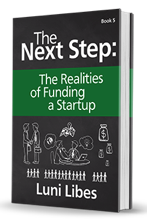 Book 5
The
Next Step:
The Realities
of Funding
a Startup
Luni Libes